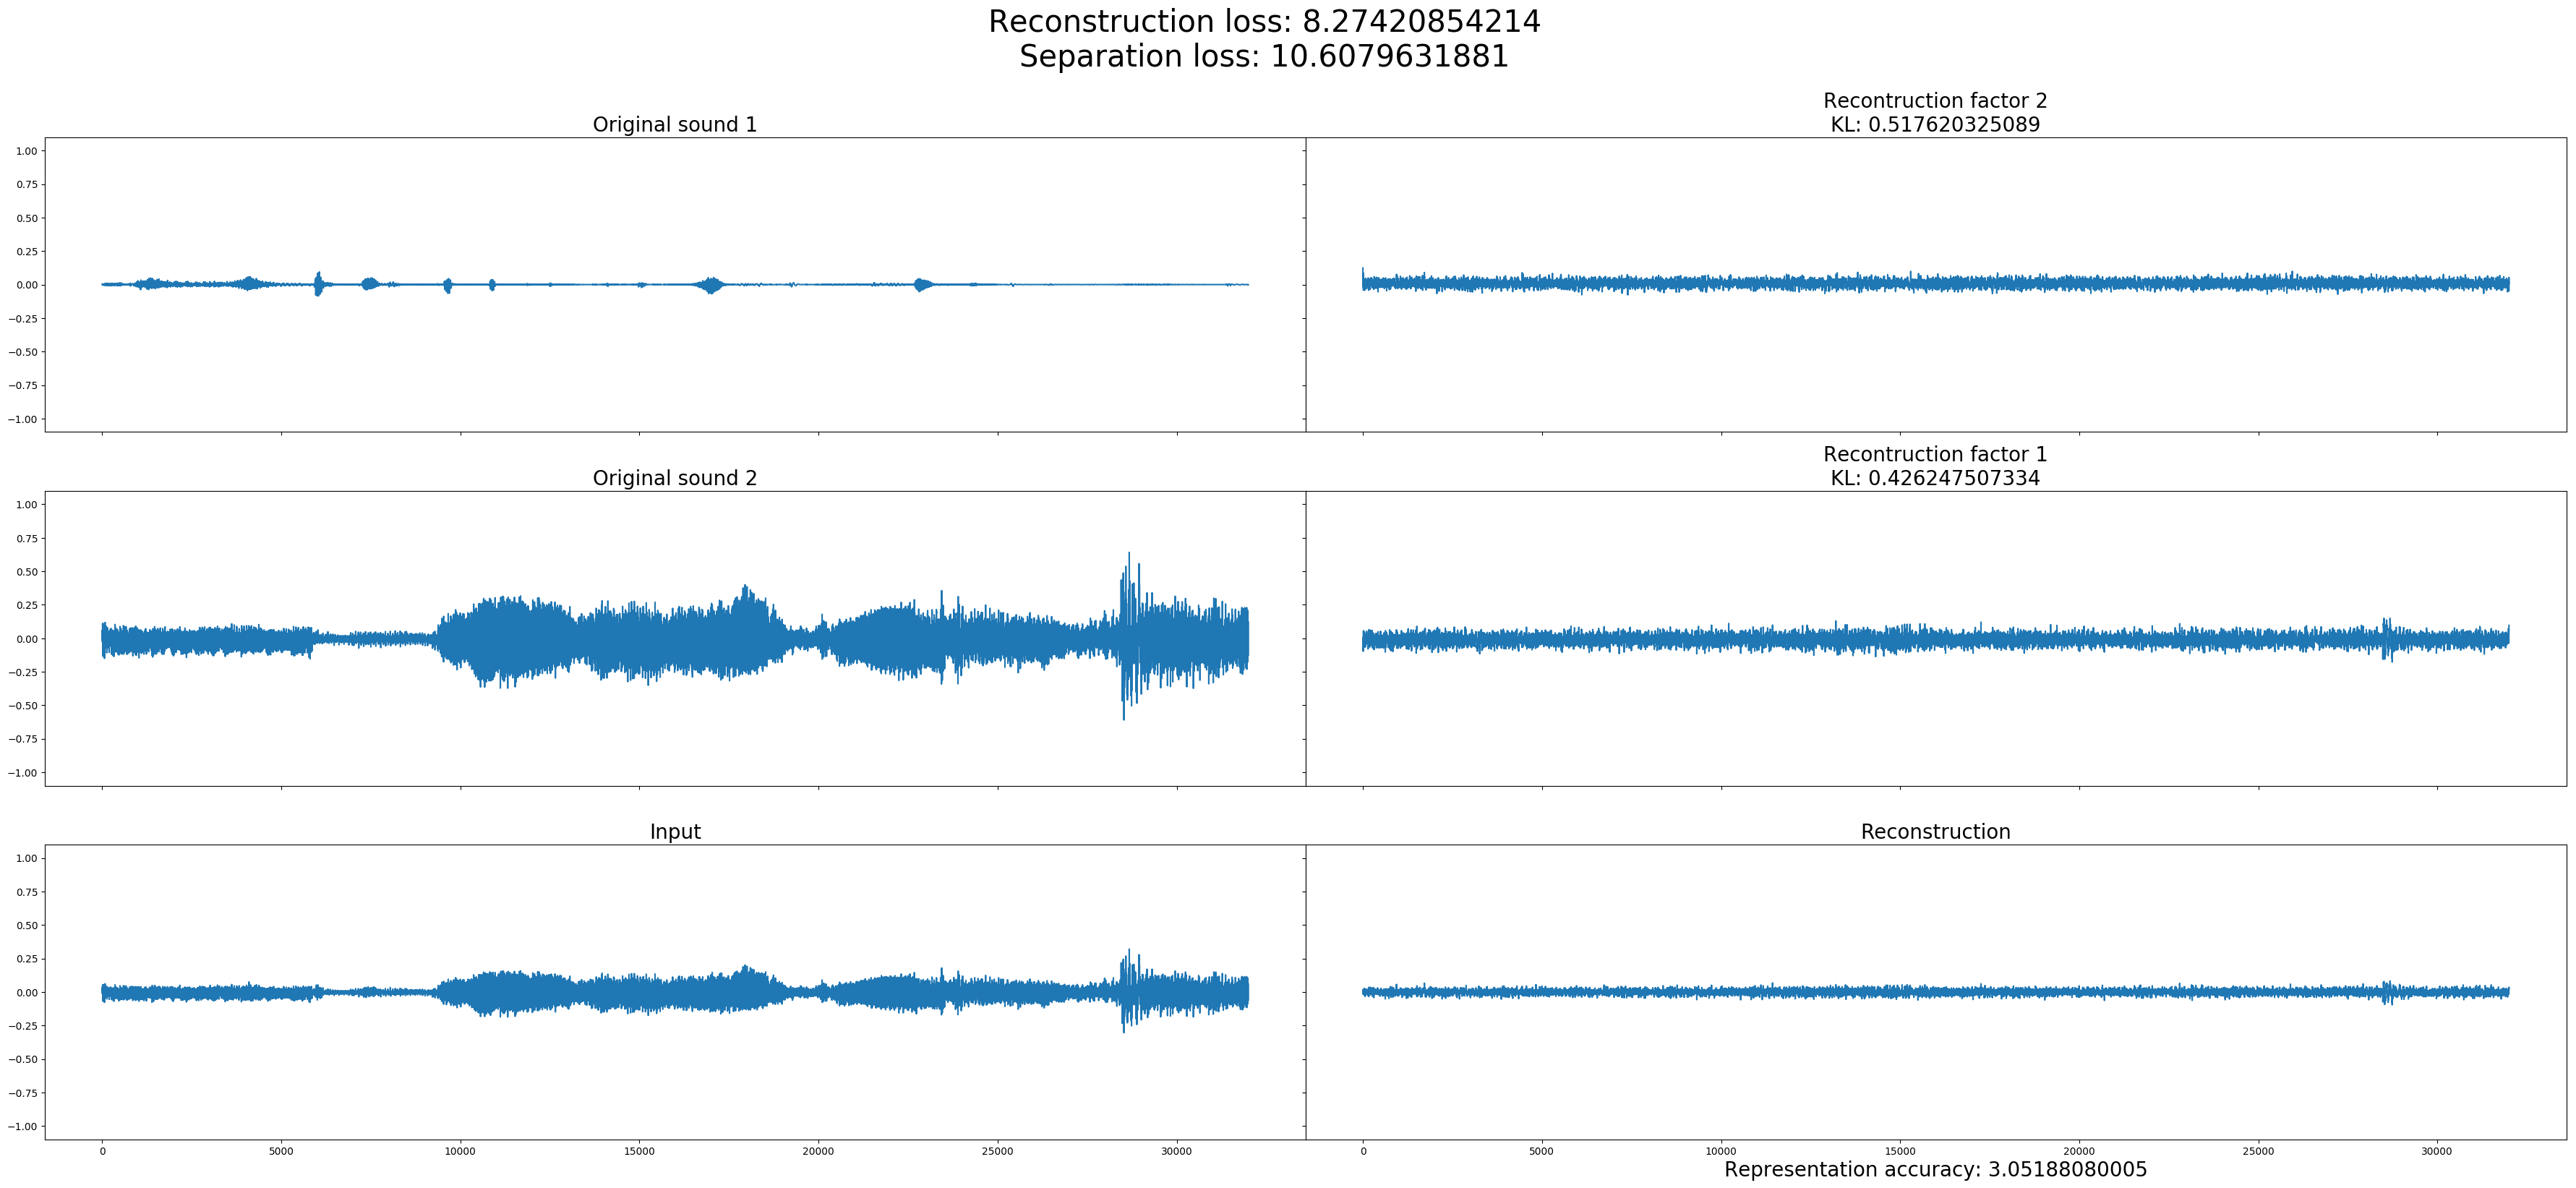 Reconstruction loss: 8.27420854214
Separation loss: 10.6079631881
Original sound 1
1.00
0.75
0.50
0.25
0.00
−0.25
−0.50
−0.75
−1.00
Recontruction factor 2
KL: 0.517620325089
Original sound 2
1.00
0.75
0.50
0.25
0.00
−0.25
−0.50
−0.75
−1.00
Recontruction factor 1
KL: 0.426247507334
Input
1.00
0.75
0.50
0.25
0.00
−0.25
−0.50
−0.75
−1.00
0 5000 10000 15000 20000 25000 30000
Reconstruction
0 5000 10000 15000 20000 25000 30000
Representation accuracy: 3.05188080005